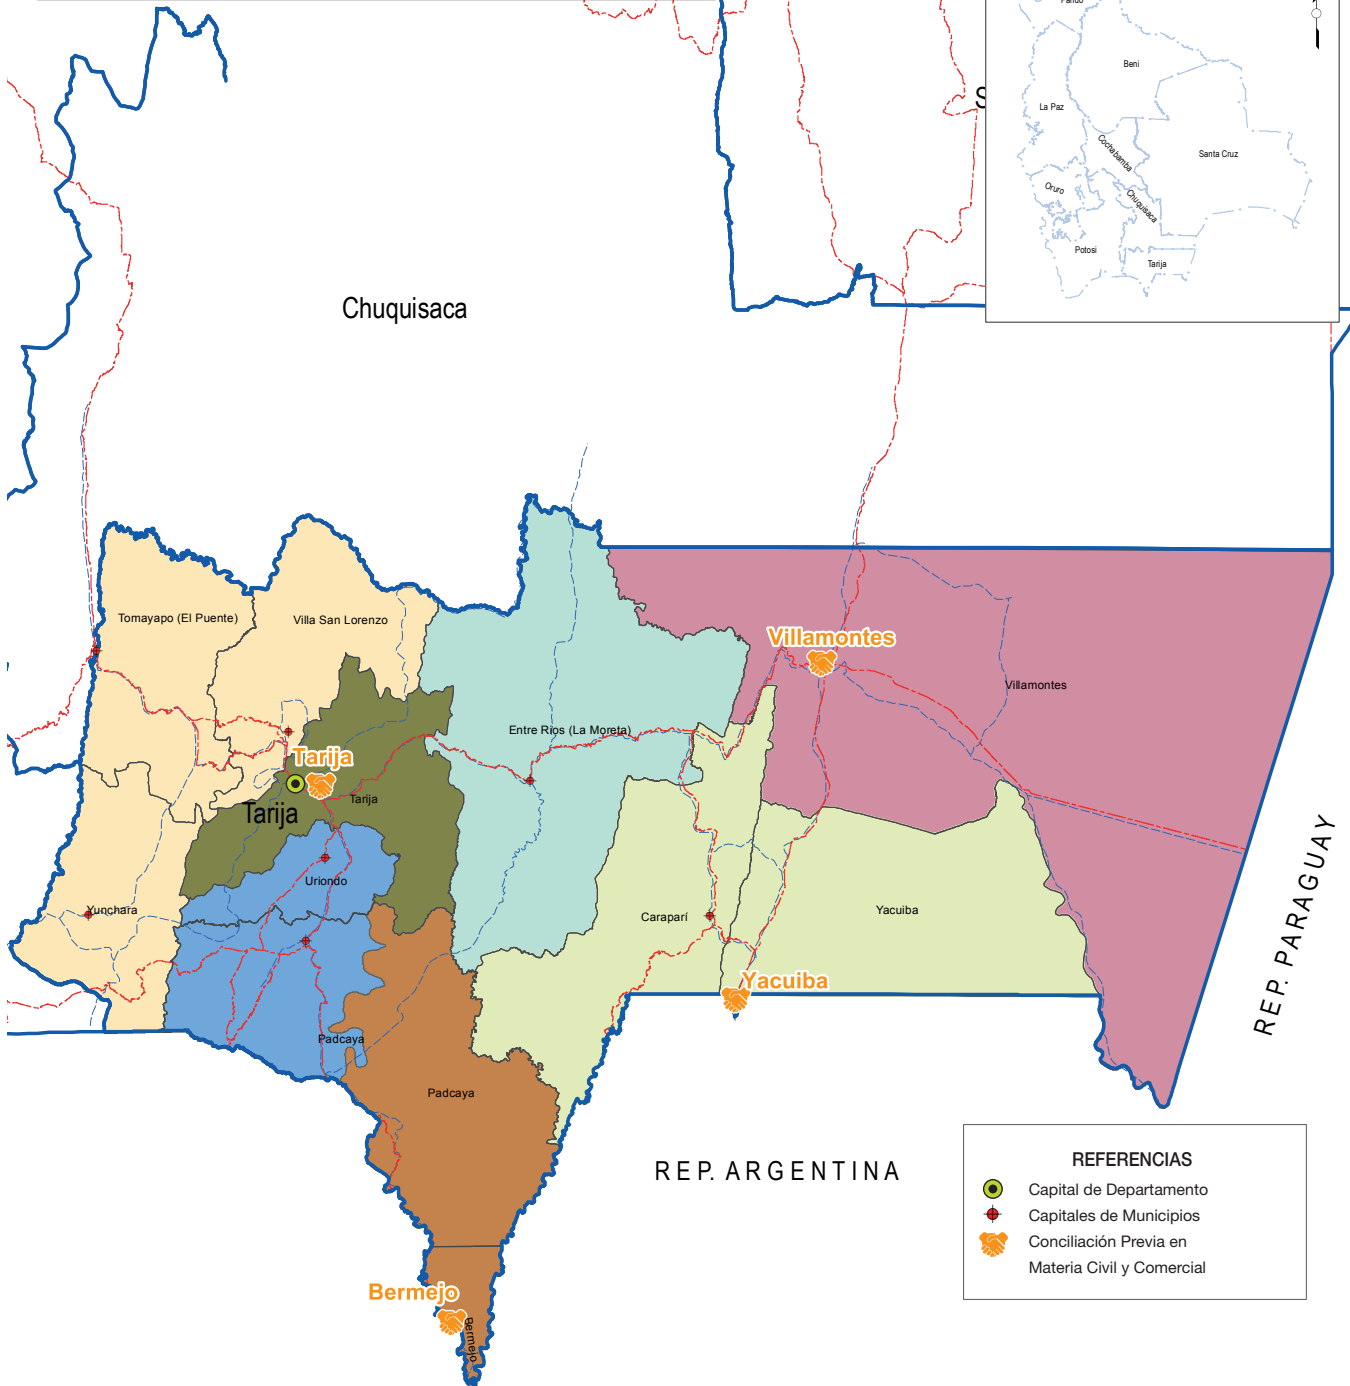 Pando
Beni
S
La Paz
Cochabamba
Santa Cruz
Oruro
Chuquisaca
Potosi
Tarija
Chuquisaca
Tomayapo (El Puente)
Villa San Lorenzo
Villamontes
Villamontes
Entre Rios (La Moreta)
Tarija
Tarija
Tarija
Uriondo
Yunchara
Caraparí
Yacuiba
Yacuiba
REP. PARAGUAY
Padcaya
Padcaya
REP. ARGENTINA
Bermejo
Bermejo
REFERENCIAS
Capital de Departamento
Capitales de Municipios
Conciliación Previa en
Materia Civil y Comercial